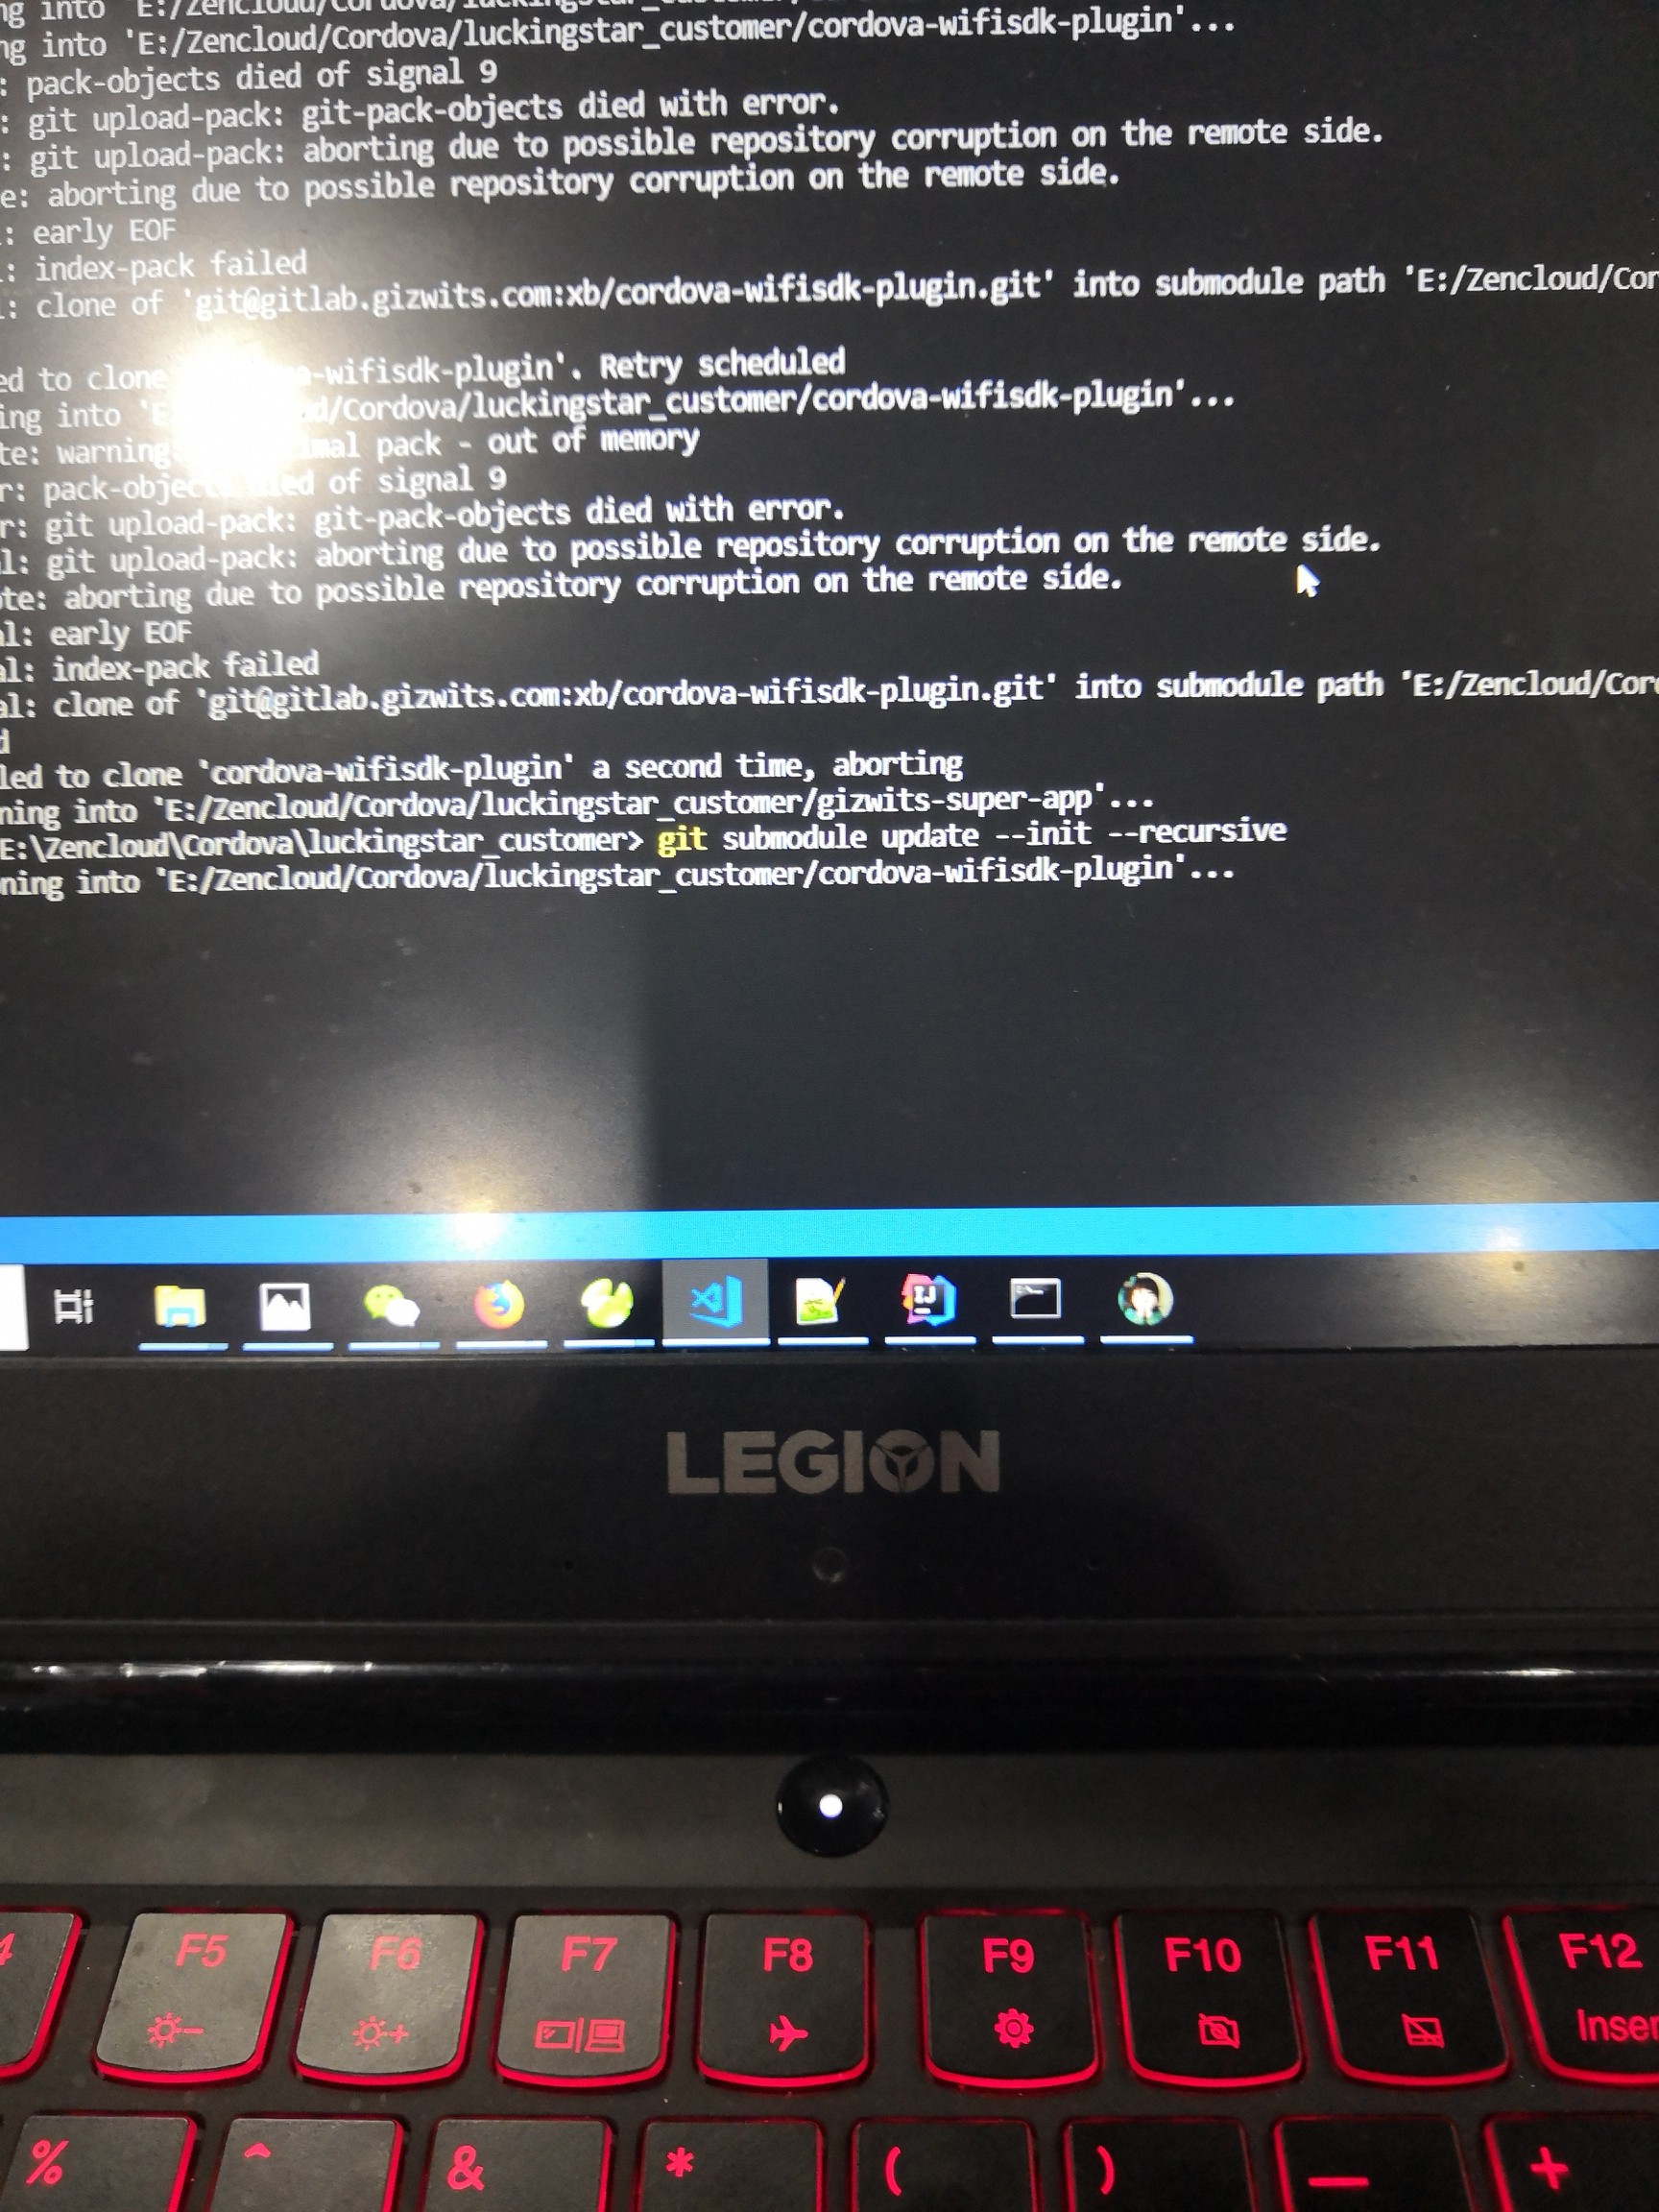 ng into 'E:/Zencloud/Cordova/luckingstar_customer/
ng into 'E:/Zencloud/Cordova/luckingstar_customer/cordova-wifisdk-plugin'...
: pack-objects died of signal 9
: git upload-pack: git-pack-objects died with error.
: git upload-pack: aborting due to possible repository corruption on the remote side.
e: aborting due to possible repository corruption on the remote side.
: early EOF
: index-pack failed
: clone of 'git@gitlab.gizwits.com:xb/cordova-wifisdk-plugin.git' into submodule path 'E:/Zencloud/Cor
ed to clone a-wifisdk-plugin'. Retry scheduled
ing into 'E d/Cordova/luckingstar_customer/cordova-wifisdk-plugin'...
te: warning: imal pack - out of memory
r: pack-objects died of signal 9
r: git upload-pack: git-pack-objects died with error.
l: git upload-pack: aborting due to possible repository corruption on the remote side.
ote: aborting due to possible repository corruption on the remote side.
al: early EOF
al: index-pack failed
al: clone of 'git@gitlab.gizwits.com:xb/cordova-wifisdk-plugin.git' into submodule path 'E:/Zencloud/Cor
d
led to clone 'cordova-wifisdk-plugin' a second time, aborting
ning into 'E:/Zencloud/Cordova/luckingstar_customer/gizwits-super-app'...
E:\Zencloud\Cordova\luckingstar_customer> git submodule update --init --recursive
ning into 'E:/Zencloud/Cordova/luckingstar_customer/cordova-wifisdk-plugin'...
IJ
LEGION
4 F5 F6 F7 F8 F9 F10 F11 F12
Inser
% ^ & * ( ) — +